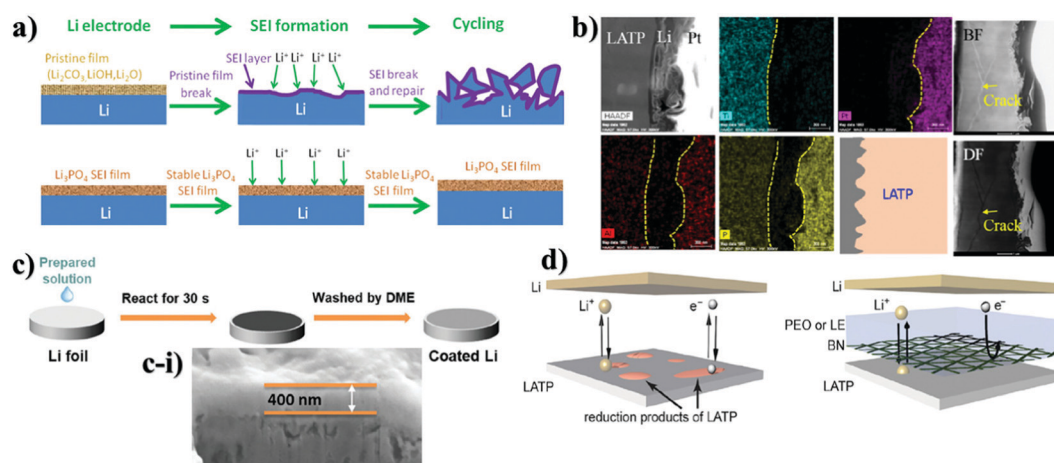 a)
Li electrode
SEI formation
Cycling
Pristine film
(Li₂CO₃,LiOH,Li₂O)
Pristine film
break
SEI layer
Li⁺ Li⁺ Li⁺ Li⁺
SEI break
and repair
Li
Li
Li
Li₃PO₄ SEI film
Stable Li₃PO₄
SEI film
Li⁺ Li⁺ Li⁺ Li⁺
Stable Li₃PO₄
SEI film
Li₃PO₄ SEI film
Li
Li
Li
b)
LATP
Li
Pt
HAADF
Ti
Pt
BF
Crack
Al
P
LATP
DF
Crack
c)
Prepared
solution
React for 30 s
Washed by DME
Li foil
Coated Li
c-i)
400 nm
d)
Li
Li⁺
e⁻
LATP
reduction products of LATP
Li
Li⁺
e⁻
PEO or LE
BN
LATP